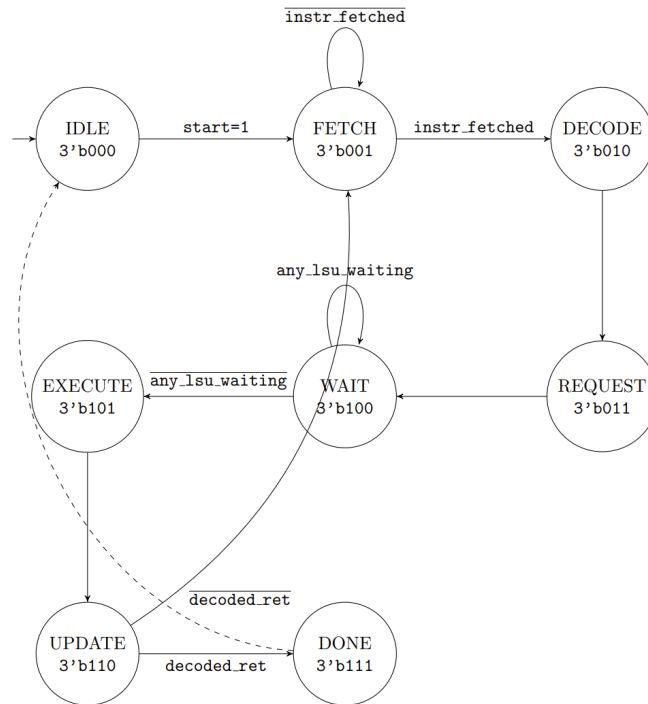 instr_fetched
IDLE
3'b000
start=1
FETCH
3'b001
instr_fetched
DECODE
3'b010
any_lsu_waiting
EXECUTE
3'b101
any_lsu_waiting
WAIT
3'b100
REQUEST
3'b011
decoded_ret
UPDATE
3'b110
decoded_ret
DONE
3'b111